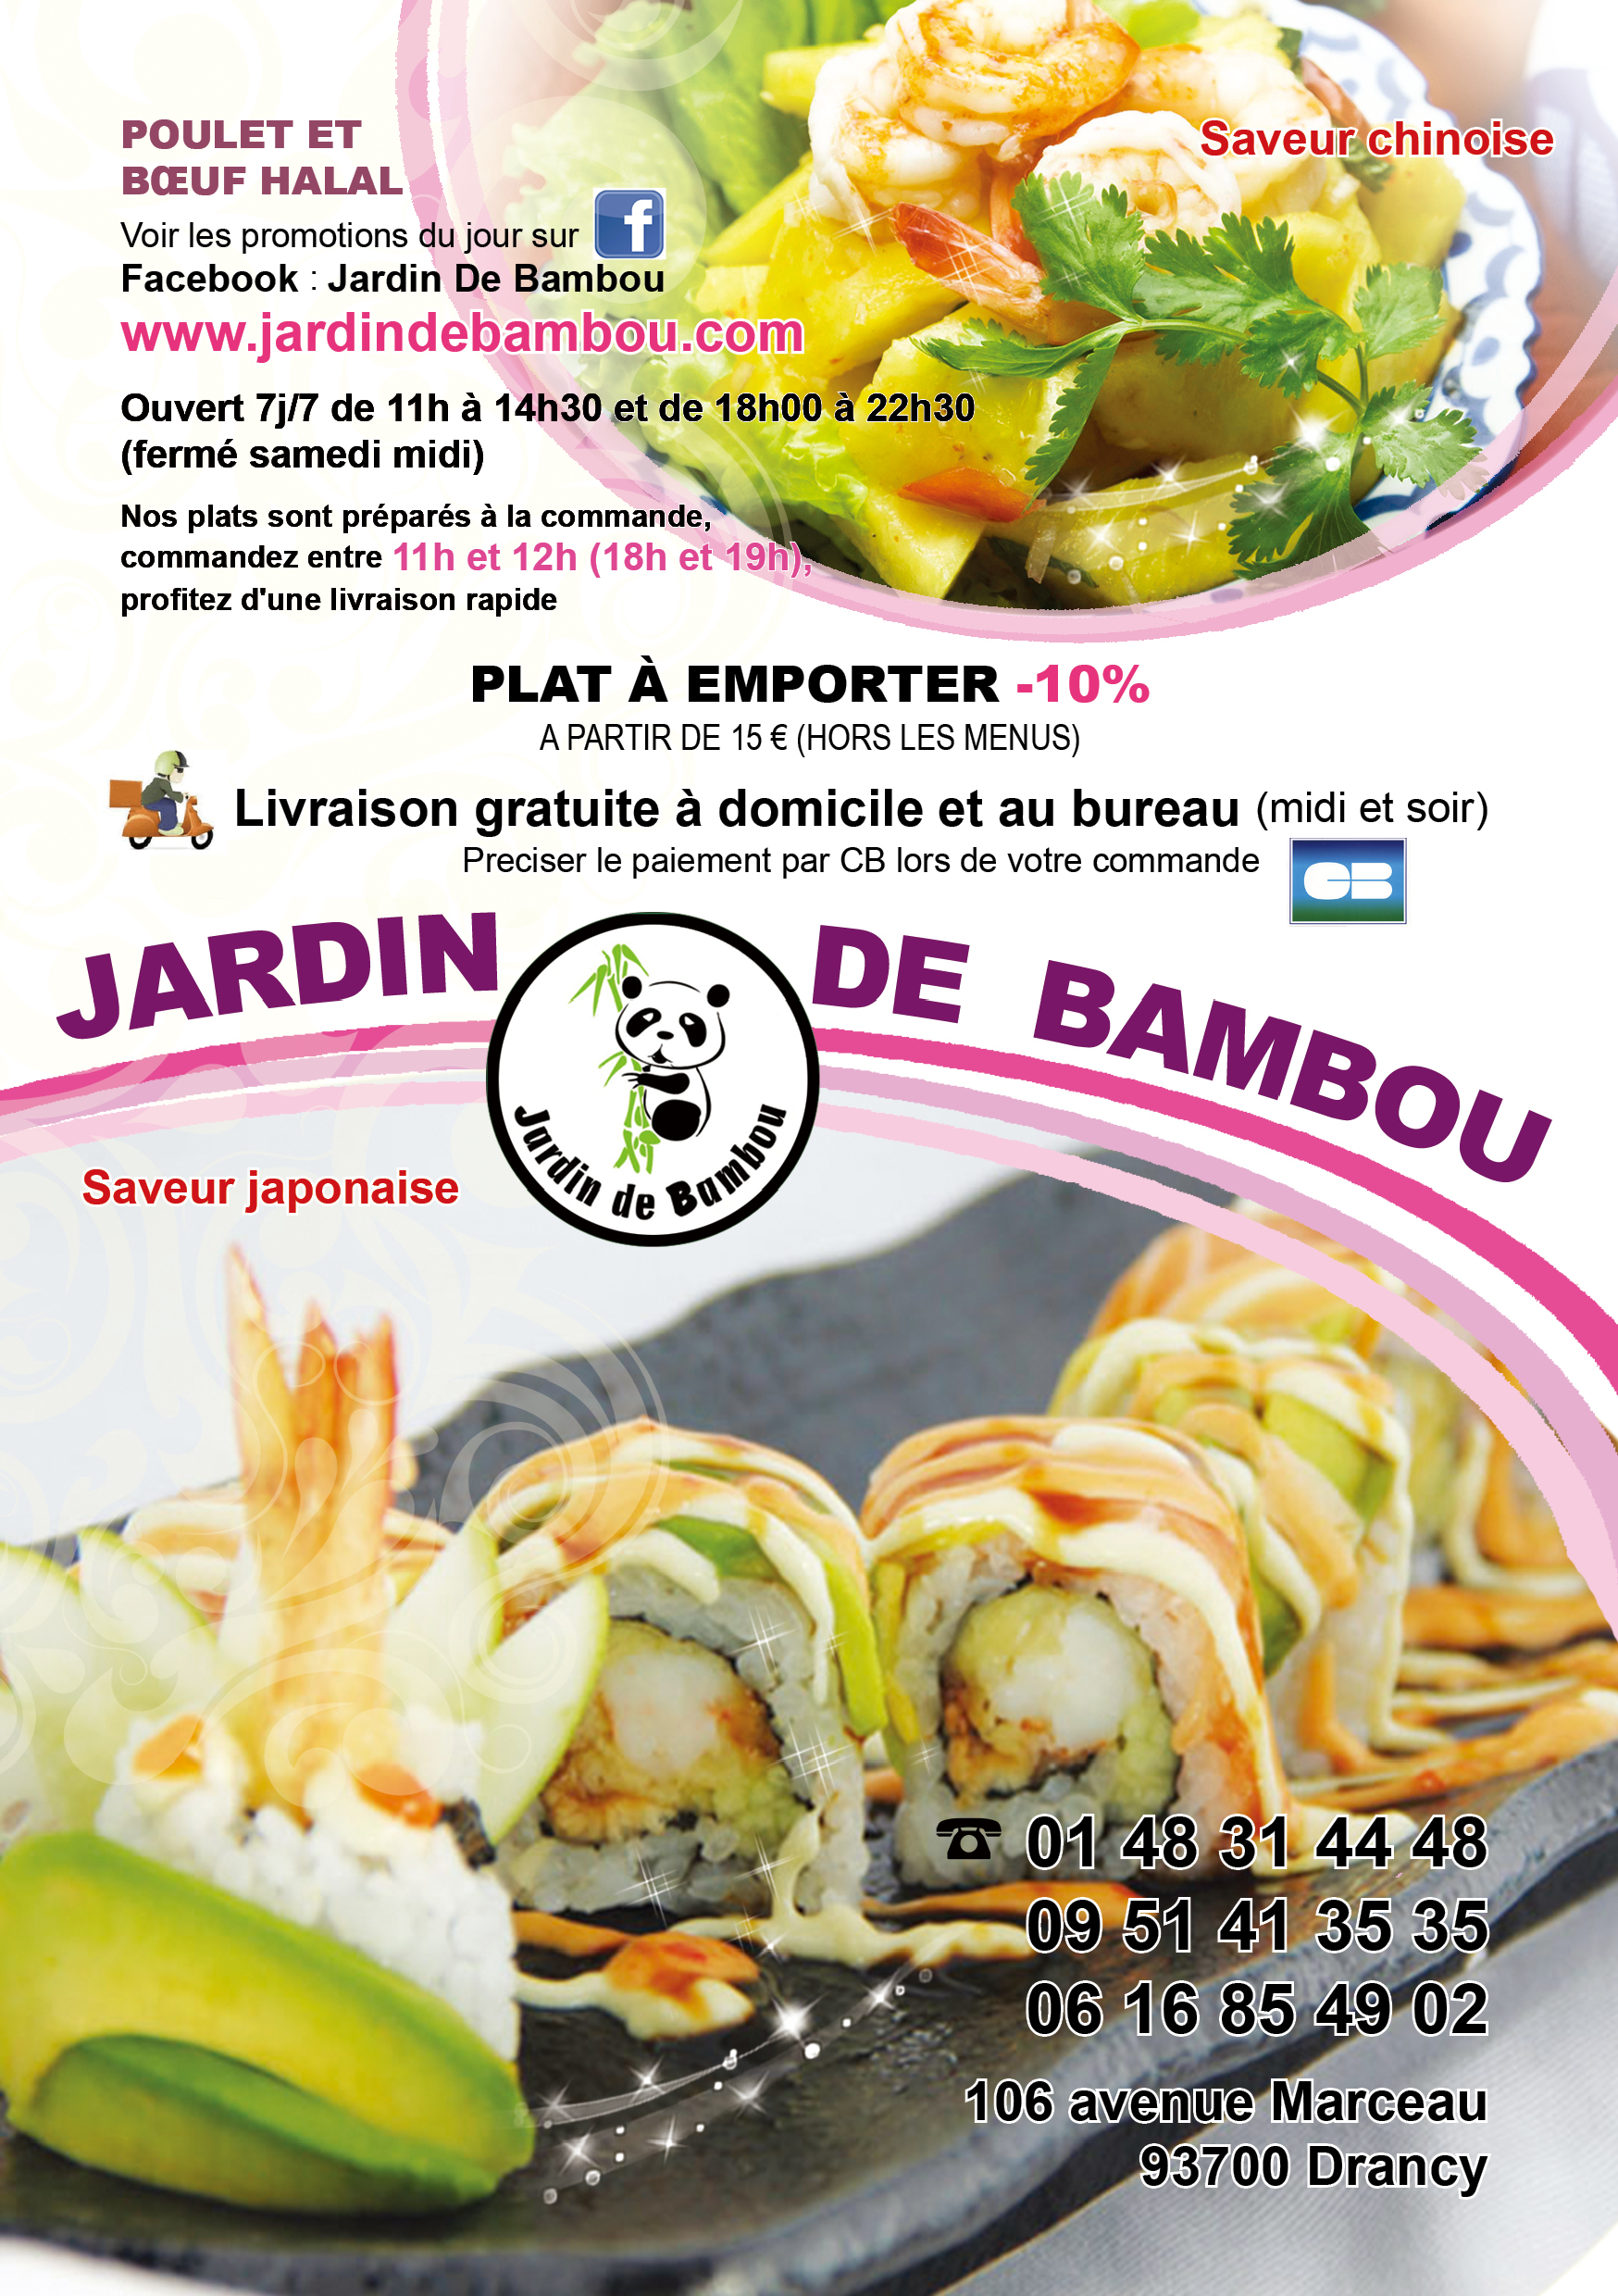 POULET ET
BŒUF HALAL
Saveur chinoise
Voir les promotions du jour sur f
Facebook : Jardin De Bambou
www.jardindebambou.com
Ouvert 7j/7 de 11h à 14h30 et de 18h00 à 22h30
(fermé samedi midi)
Nos plats sont préparés à la commande,
commandez entre 11h et 12h (18h et 19h),
profitez d'une livraison rapide
PLAT À EMPORTER -10%
A PARTIR DE 15 € (HORS LES MENUS)
Livraison gratuite à domicile et au bureau (midi et soir)
Preciser le paiement par CB lors de votre commande
CB
JARDIN DE BAMBOU
Jardin de Bambou
Saveur japonaise
☎ 01 48 31 44 48
09 51 41 35 35
06 16 85 49 02
106 avenue Marceau
93700 Drancy